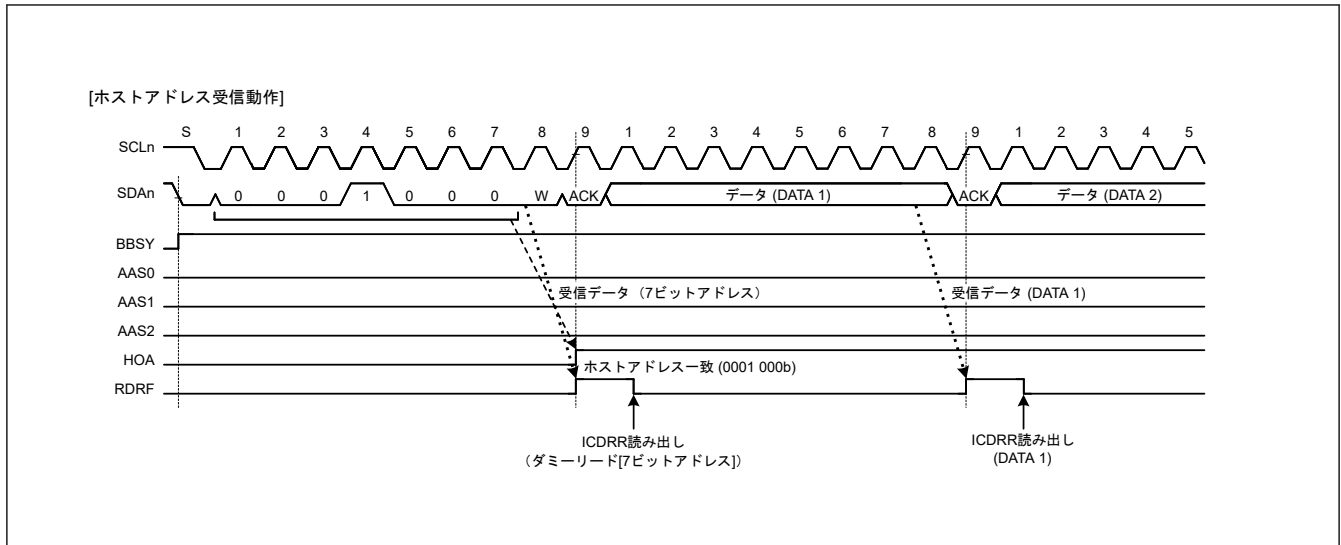 [ホストアドレス受信動作]
S 1 2 3 4 5 6 7 8 9 1 2 3 4 5 6 7 8 9 1 2 3 4 5
SCLn
SDAn 0 0 0 1 0 0 0 W ACK データ (DATA 1) ACK データ (DATA 2)
BBSY
AAS0
受信データ（7ビットアドレス） 受信データ (DATA 1)
AAS1
AAS2
HOA
ホストアドレス一致 (0001 000b)
RDRF
ICDRR読み出し
（ダミーリード[7ビットアドレス]）
ICDRR読み出し
(DATA 1)